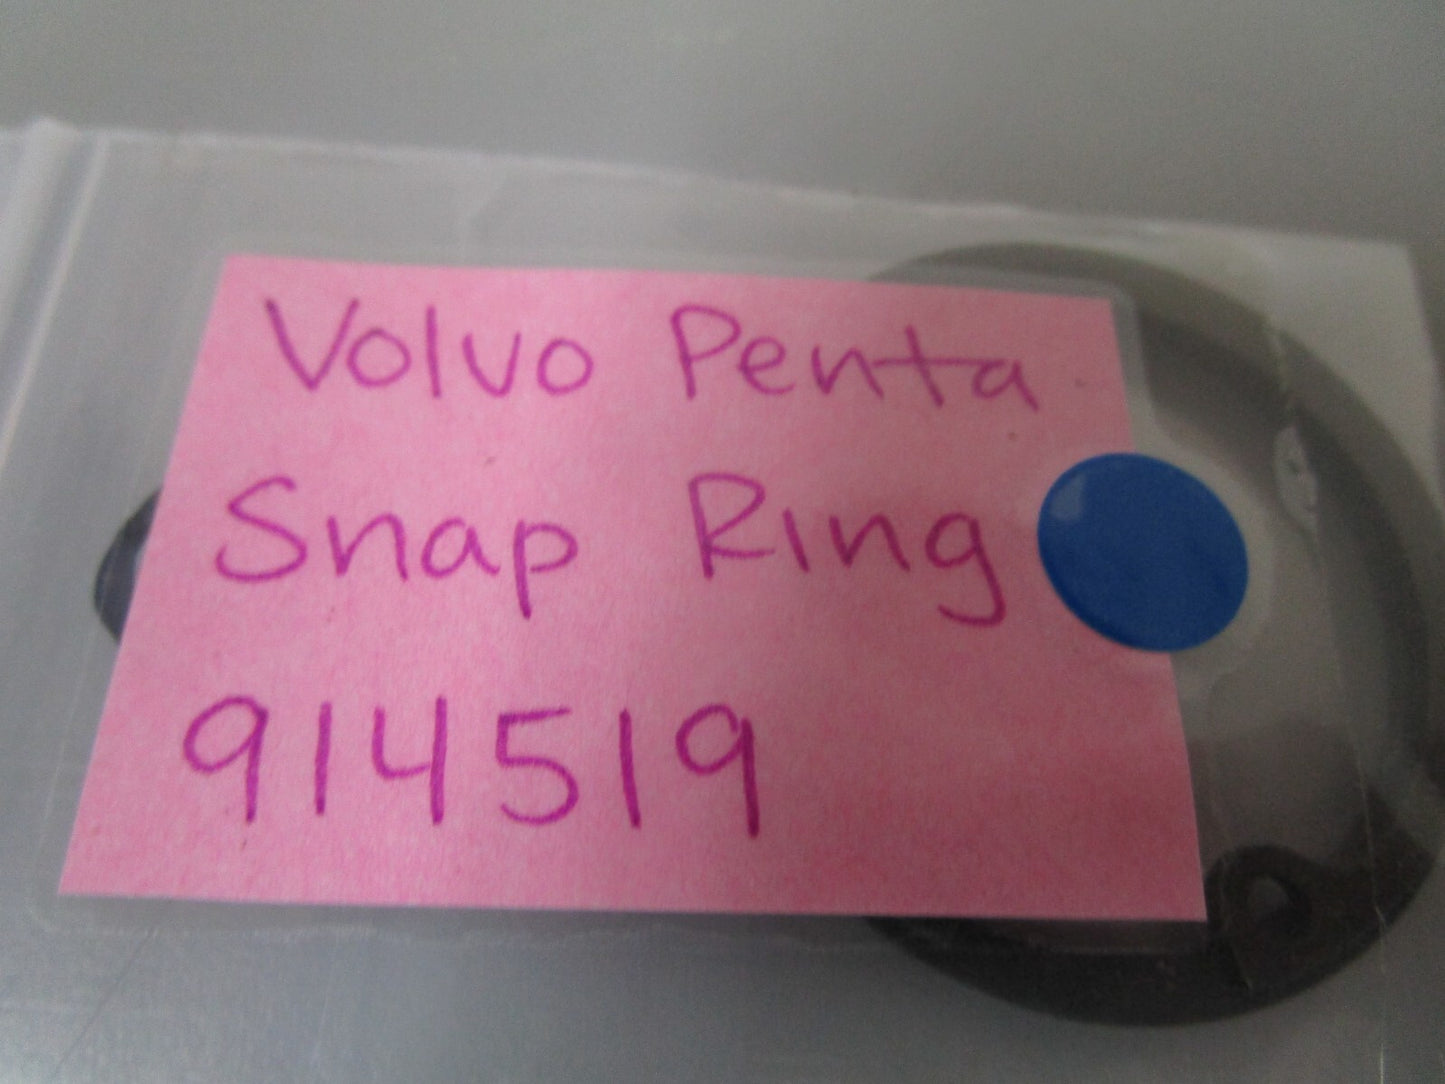 Volvo Penta
Snap Ring
914519